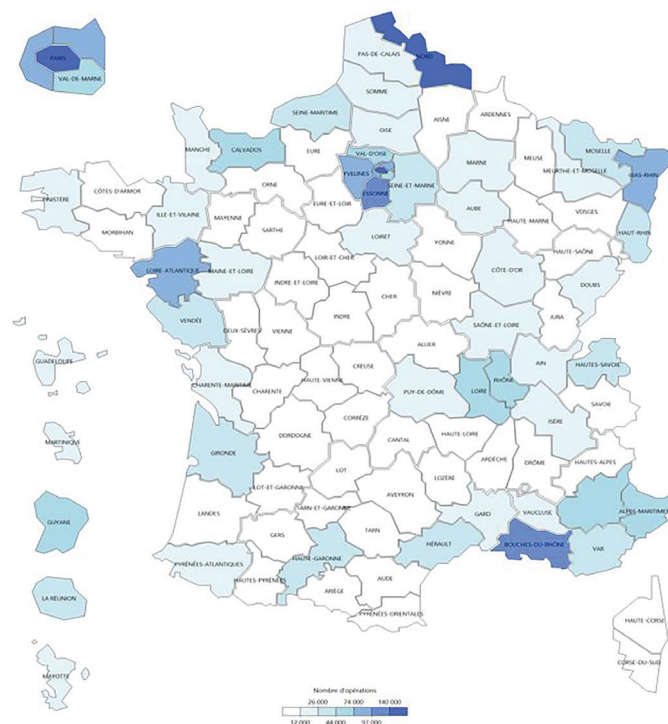 PARIS
VAL-DE-MARNE
NORD
PAS-DE-CALAIS
SOMME
SEINE-MARITIME
OISE
AISNE
ARDENNES
MANCHE
CALVADOS
EURE
VAL-D'OISE
YVELINES
ESSONNE
SEINE-ET-MARNE
MARNE
MEUSE
MOSELLE
MEURTHE-ET-MOSELLE
BAS-RHIN
FINISTÈRE
CÔTES-D'ARMOR
ORNE
EURE-ET-LOIR
AUBE
HAUTE-MARNE
VOSGES
HAUT-RHIN
MORBIHAN
ILLE-ET-VILAINE
MAYENNE
SARTHE
LOIRET
YONNE
HAUTE-SAÔNE
LOIR-ET-CHER
LOIRE-ATLANTIQUE
MAINE-ET-LOIRE
INDRE-ET-LOIRE
CHER
NIÈVRE
CÔTE-D'OR
DOUBS
JURA
VENDÉE
DEUX-SÈVRES
VIENNE
INDRE
SAÔNE-ET-LOIRE
ALLIER
GUADELOUPE
CHARENTE-MARITIME
CHARENTE
HAUTE-VIENNE
CREUSE
PUY-DE-DÔME
LOIRE
RHÔNE
AIN
HAUTES-SAVOIE
SAVOIE
MARTINIQUE
CORRÈZE
ISÈRE
DORDOGNE
CANTAL
HAUTE-LOIRE
GIRONDE
LOT
LOZÈRE
ARDÈCHE
DRÔME
HAUTES-ALPES
LOT-ET-GARONNE
AVEYRON
GUYANE
LANDES
TARN-ET-GARONNE
GARD
VAUCLUSE
ALPES-MARITIMES
GERS
TARN
HÉRAULT
BOUCHES-DU-RHÔNE
VAR
PYRÉNÉES-ATLANTIQUES
HAUTE-GARONNE
HAUTES-PYRÉNÉES
ARIÈGE
AUDE
PYRÉNÉES-ORIENTALES
LA RÉUNION
HAUTE-CORSE
CORSE-DU-SUD
MAYOTTE
Nombre d'opérations
26 000 74 000 140 000
12 000 44 000 97 000